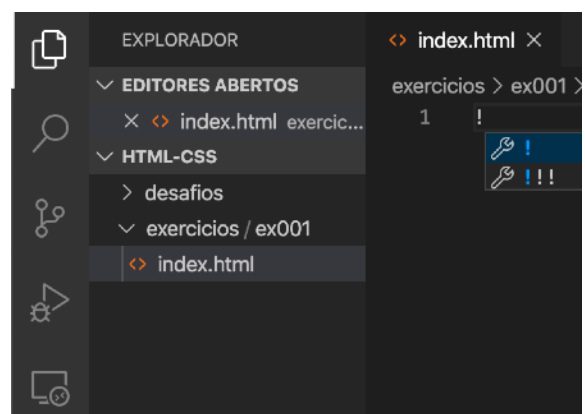 EXPLORADOR
EDITORES ABERTOS
index.html exercic...
HTML-CSS
desafios
exercicios / ex001
index.html
index.html
exercicios > ex001 >
1 !
!
!!!